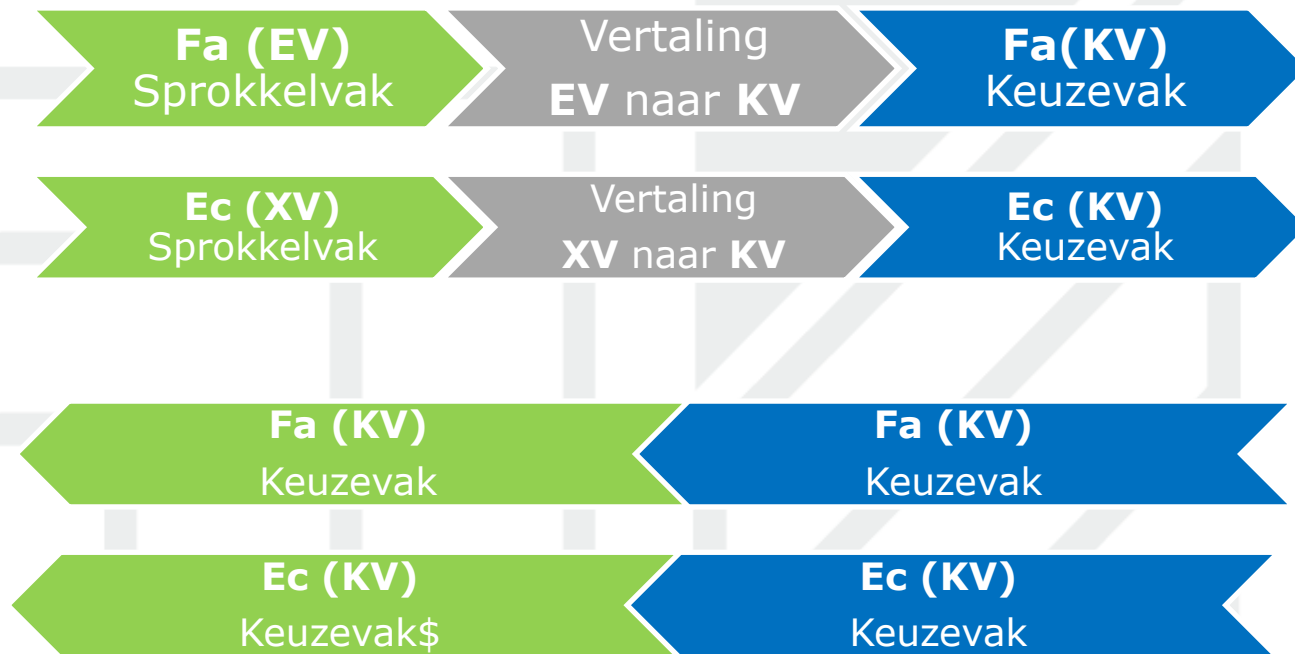 Fa (EV)
Sprokkelvak
Vertaling
EV naar KV
Fa(KV)
Keuzevak
Ec (XV)
Sprokkelvak
Vertaling
XV naar KV
Ec (KV)
Keuzevak
Fa (KV)
Keuzevak
Fa (KV)
Keuzevak
Ec (KV)
Keuzevak$
Ec (KV)
Keuzevak